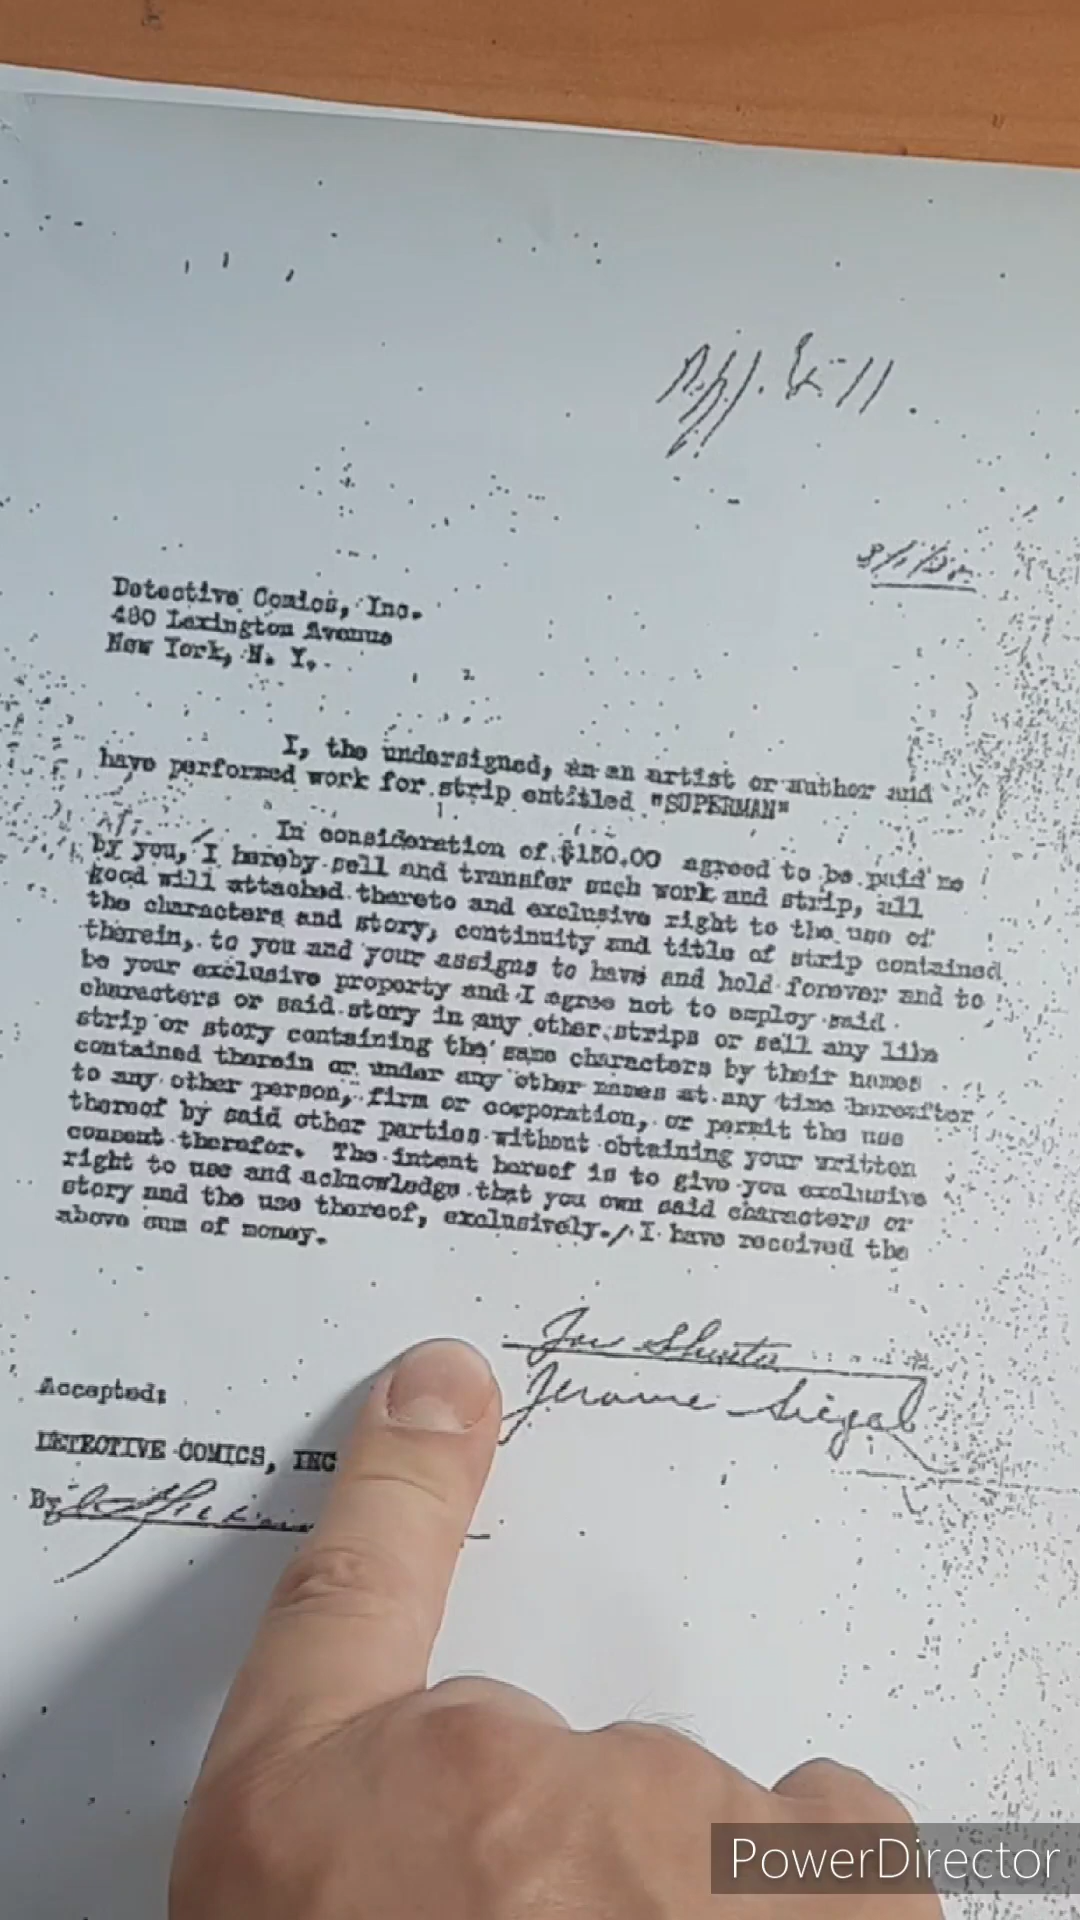 Detective Comics, Inc.
480 Lexington Avenue
New York, N. Y.
I, the undersigned, am an artist or author and
have performed work for strip entitled "SUPERMAN"
In consideration of $130.00 agreed to be paid me
by you, I hereby sell and transfer such work and strip, all
good will attached thereto and exclusive right to the use of
the characters and story, continuity and title of strip contained
therein, to you and your assigns to have and hold forever and to
be your exclusive property and I agree not to employ said
characters or said story in any other strips or sell any like
strip or story containing the same characters by their names
contained therein or under any other names at any time hereafter
to any other person, firm or corporation, or permit the use
thereof by said other parties without obtaining your written
consent therefor. The intent hereof is to give you exclusive
right to use and acknowledge that you own said characters or
story and the use thereof, exclusively. I have received the
above sum of money.
Joe Shuster
Jerome Siegel
Accepted:
DETECTIVE COMICS, INC
By
PowerDirector